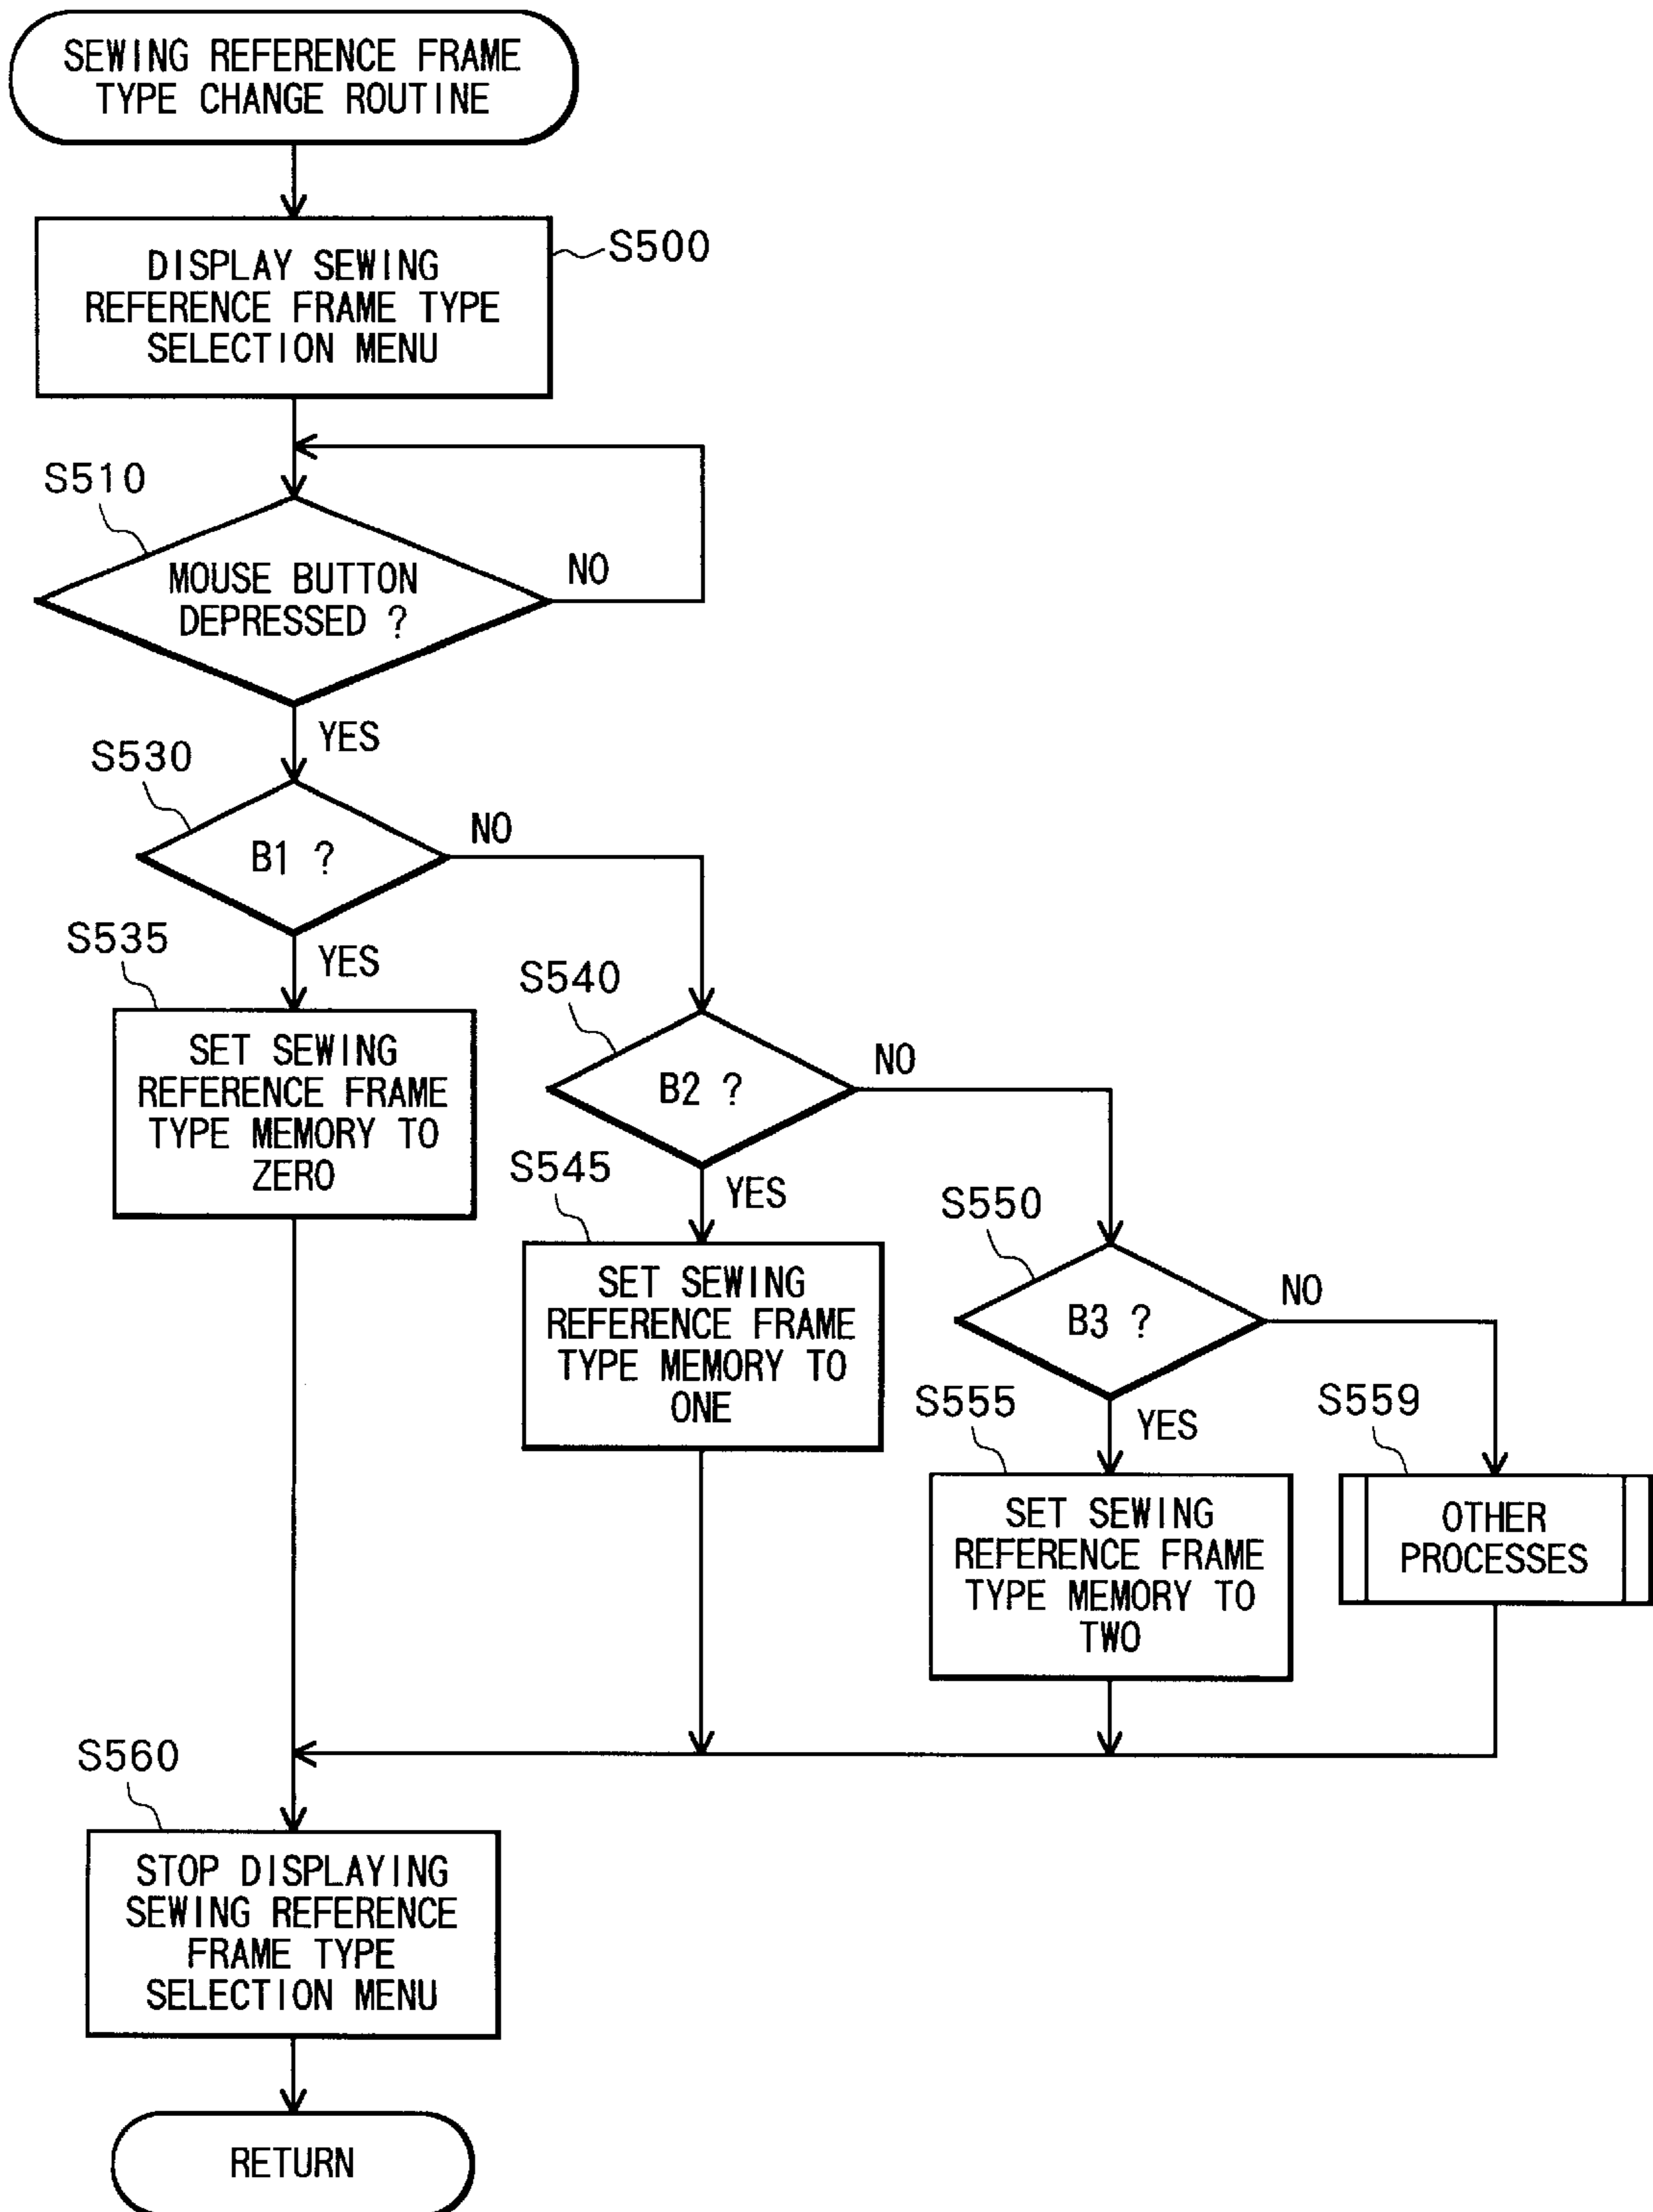 SEWING REFERENCE FRAME
TYPE CHANGE ROUTINE
DISPLAY SEWING
REFERENCE FRAME TYPE
SELECTION MENU
S500
S510
MOUSE BUTTON
DEPRESSED ?
NO
YES
S530
B1 ?
NO
YES
S535
SET SEWING
REFERENCE FRAME
TYPE MEMORY TO
ZERO
S540
B2 ?
NO
YES
S545
SET SEWING
REFERENCE FRAME
TYPE MEMORY TO
ONE
S550
B3 ?
NO
YES
S555
SET SEWING
REFERENCE FRAME
TYPE MEMORY TO
TWO
S559
OTHER
PROCESSES
S560
STOP DISPLAYING
SEWING REFERENCE
FRAME TYPE
SELECTION MENU
RETURN